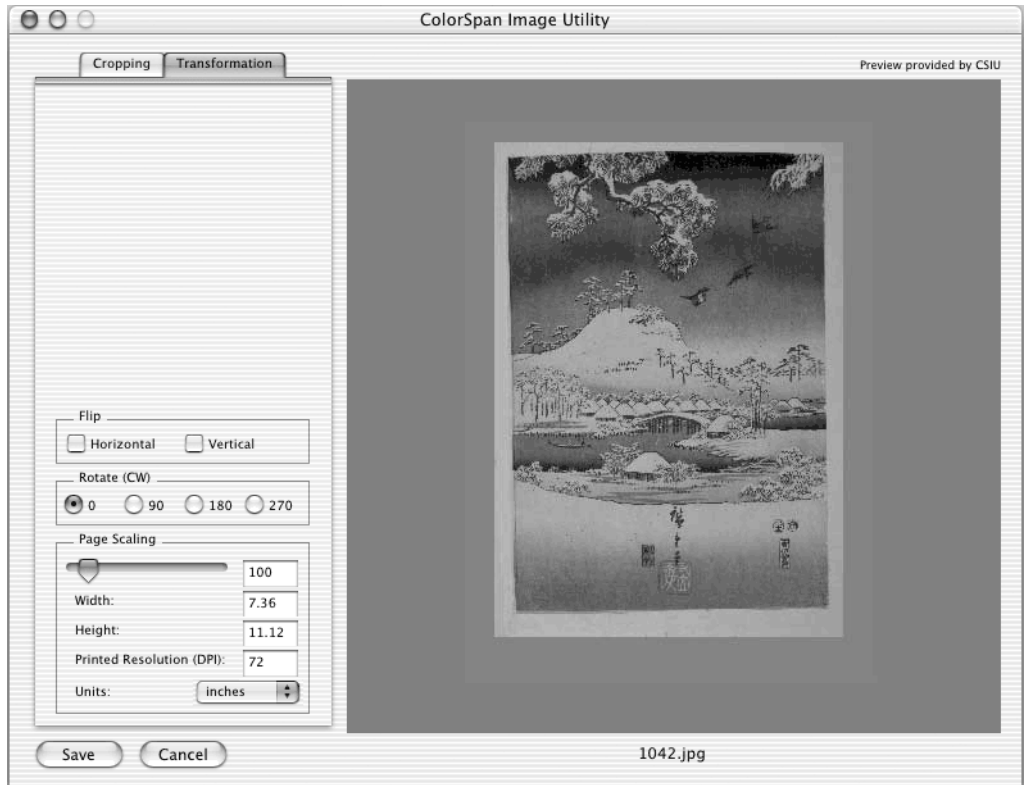 ColorSpan Image Utility
Cropping Transformation
Preview provided by CSIU
Flip
Horizontal Vertical
Rotate (CW)
0 90 180 270
Page Scaling
100
Width: 7.36
Height: 11.12
Printed Resolution (DPI): 72
Units: inches
Save Cancel
1042.jpg